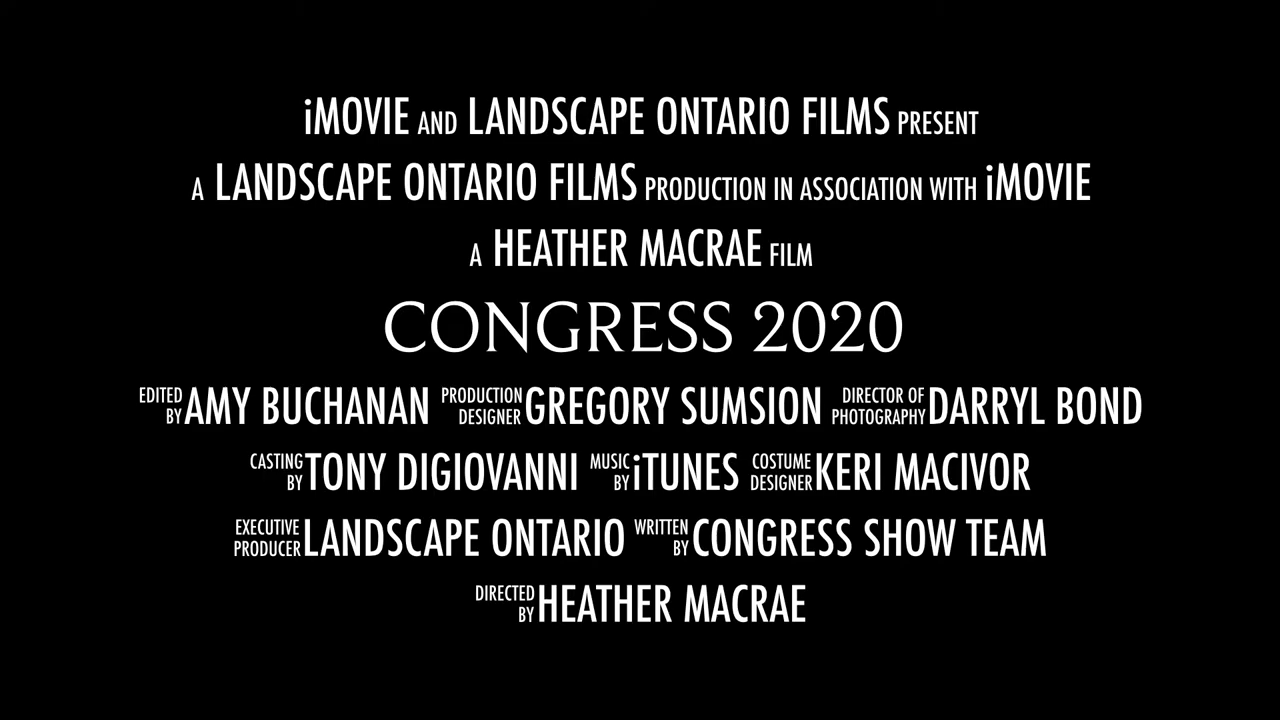 iMOVIE AND LANDSCAPE ONTARIO FILMS PRESENT
A LANDSCAPE ONTARIO FILMS PRODUCTION IN ASSOCIATION WITH iMOVIE
A HEATHER MACRAE FILM
CONGRESS 2020
EDITED BY AMY BUCHANAN PRODUCTION DESIGNER GREGORY SUMSION DIRECTOR OF PHOTOGRAPHY DARRYL BOND
CASTING BY TONY DIGIOVANNI MUSIC BY iTUNES COSTUME DESIGNER KERI MACIVOR
EXECUTIVE PRODUCER LANDSCAPE ONTARIO WRITTEN BY CONGRESS SHOW TEAM
DIRECTED BY HEATHER MACRAE